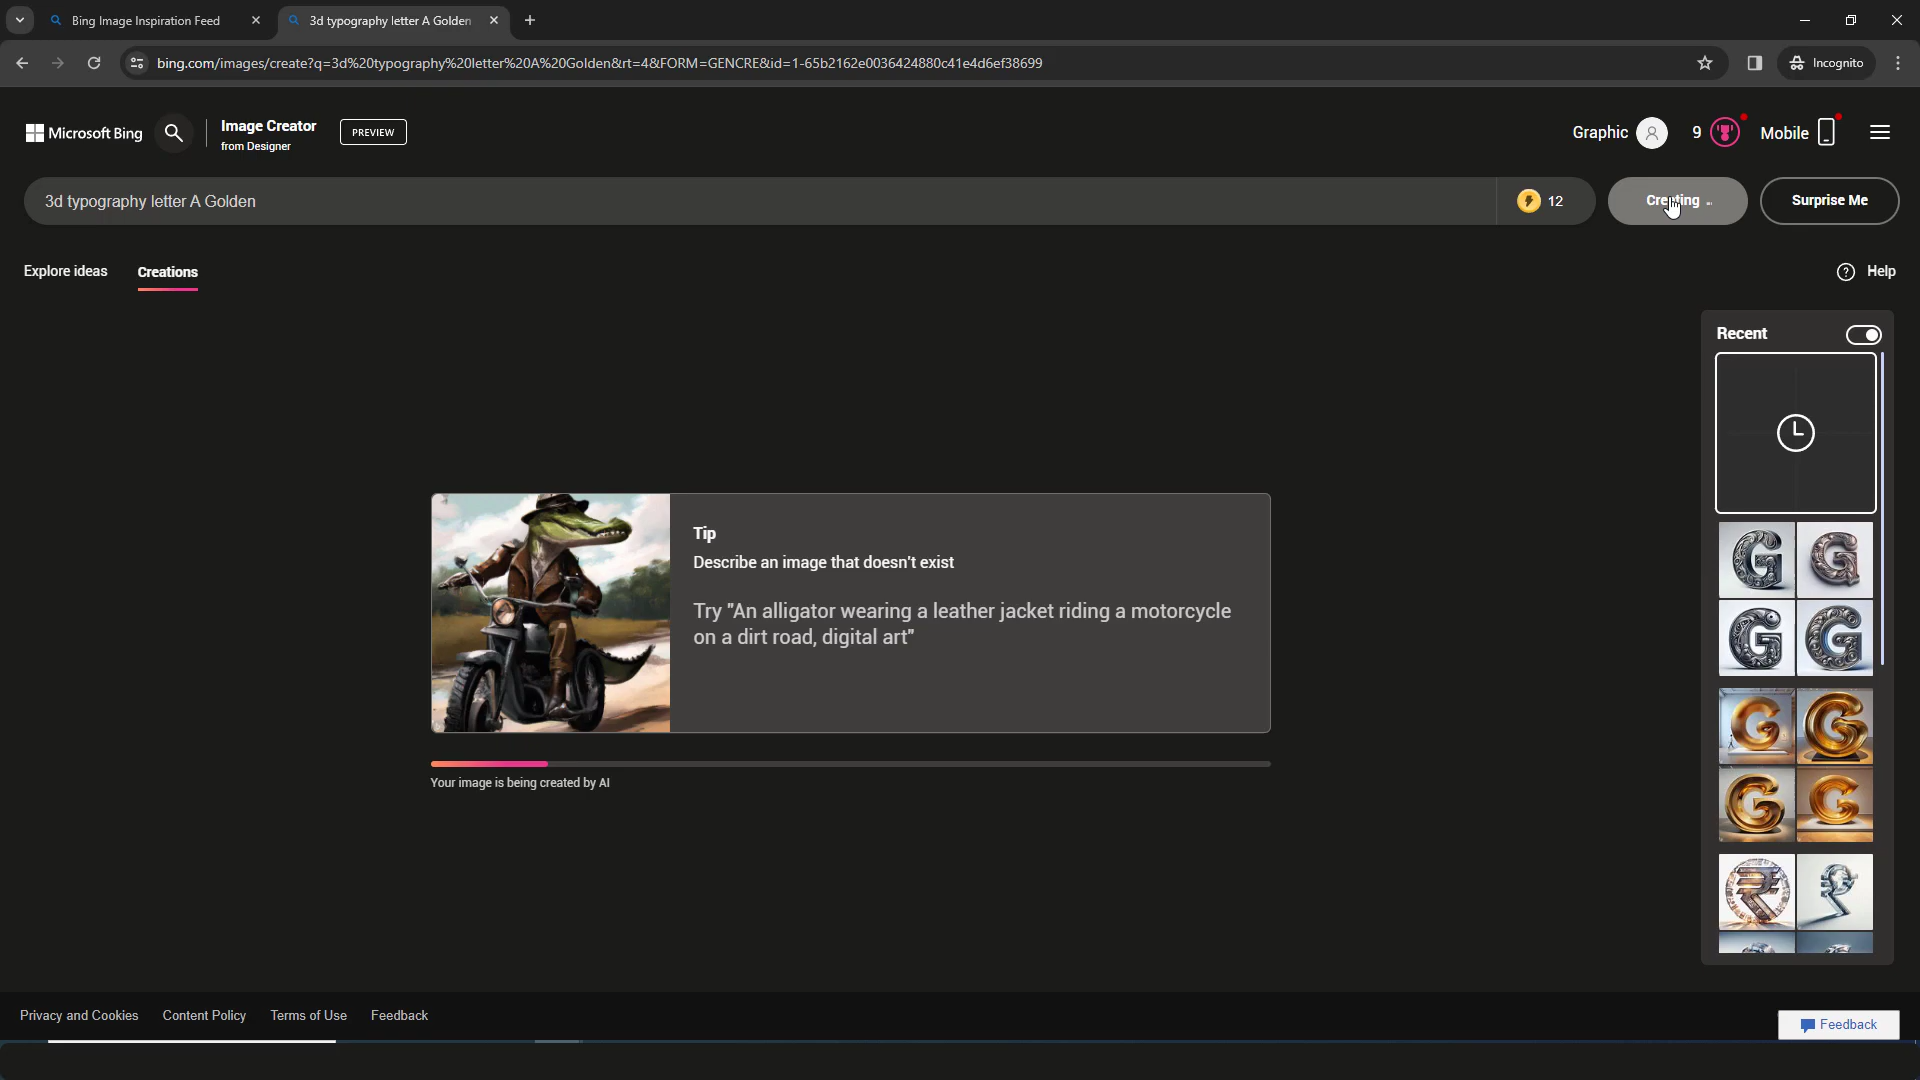 Bing Image Inspiration Feed
3d typography letter A Golden
bing.com/images/create?q=3d%20typography%20letter%20A%20Golden&rt=4&FORM=GENCRE&id=1-65b2162e0036424880c41e4d6ef38699
Incognito
Microsoft Bing
Image Creator
from Designer
PREVIEW
Graphic
9
Mobile
3d typography letter A Golden
12
Creating ..
Surprise Me
Explore ideas
Creations
Help
Recent
Tip
Describe an image that doesn't exist
Try "An alligator wearing a leather jacket riding a motorcycle
on a dirt road, digital art"
Your image is being created by AI
G G
G G
G G
G G
₹ ₹
Privacy and Cookies
Content Policy
Terms of Use
Feedback
Feedback